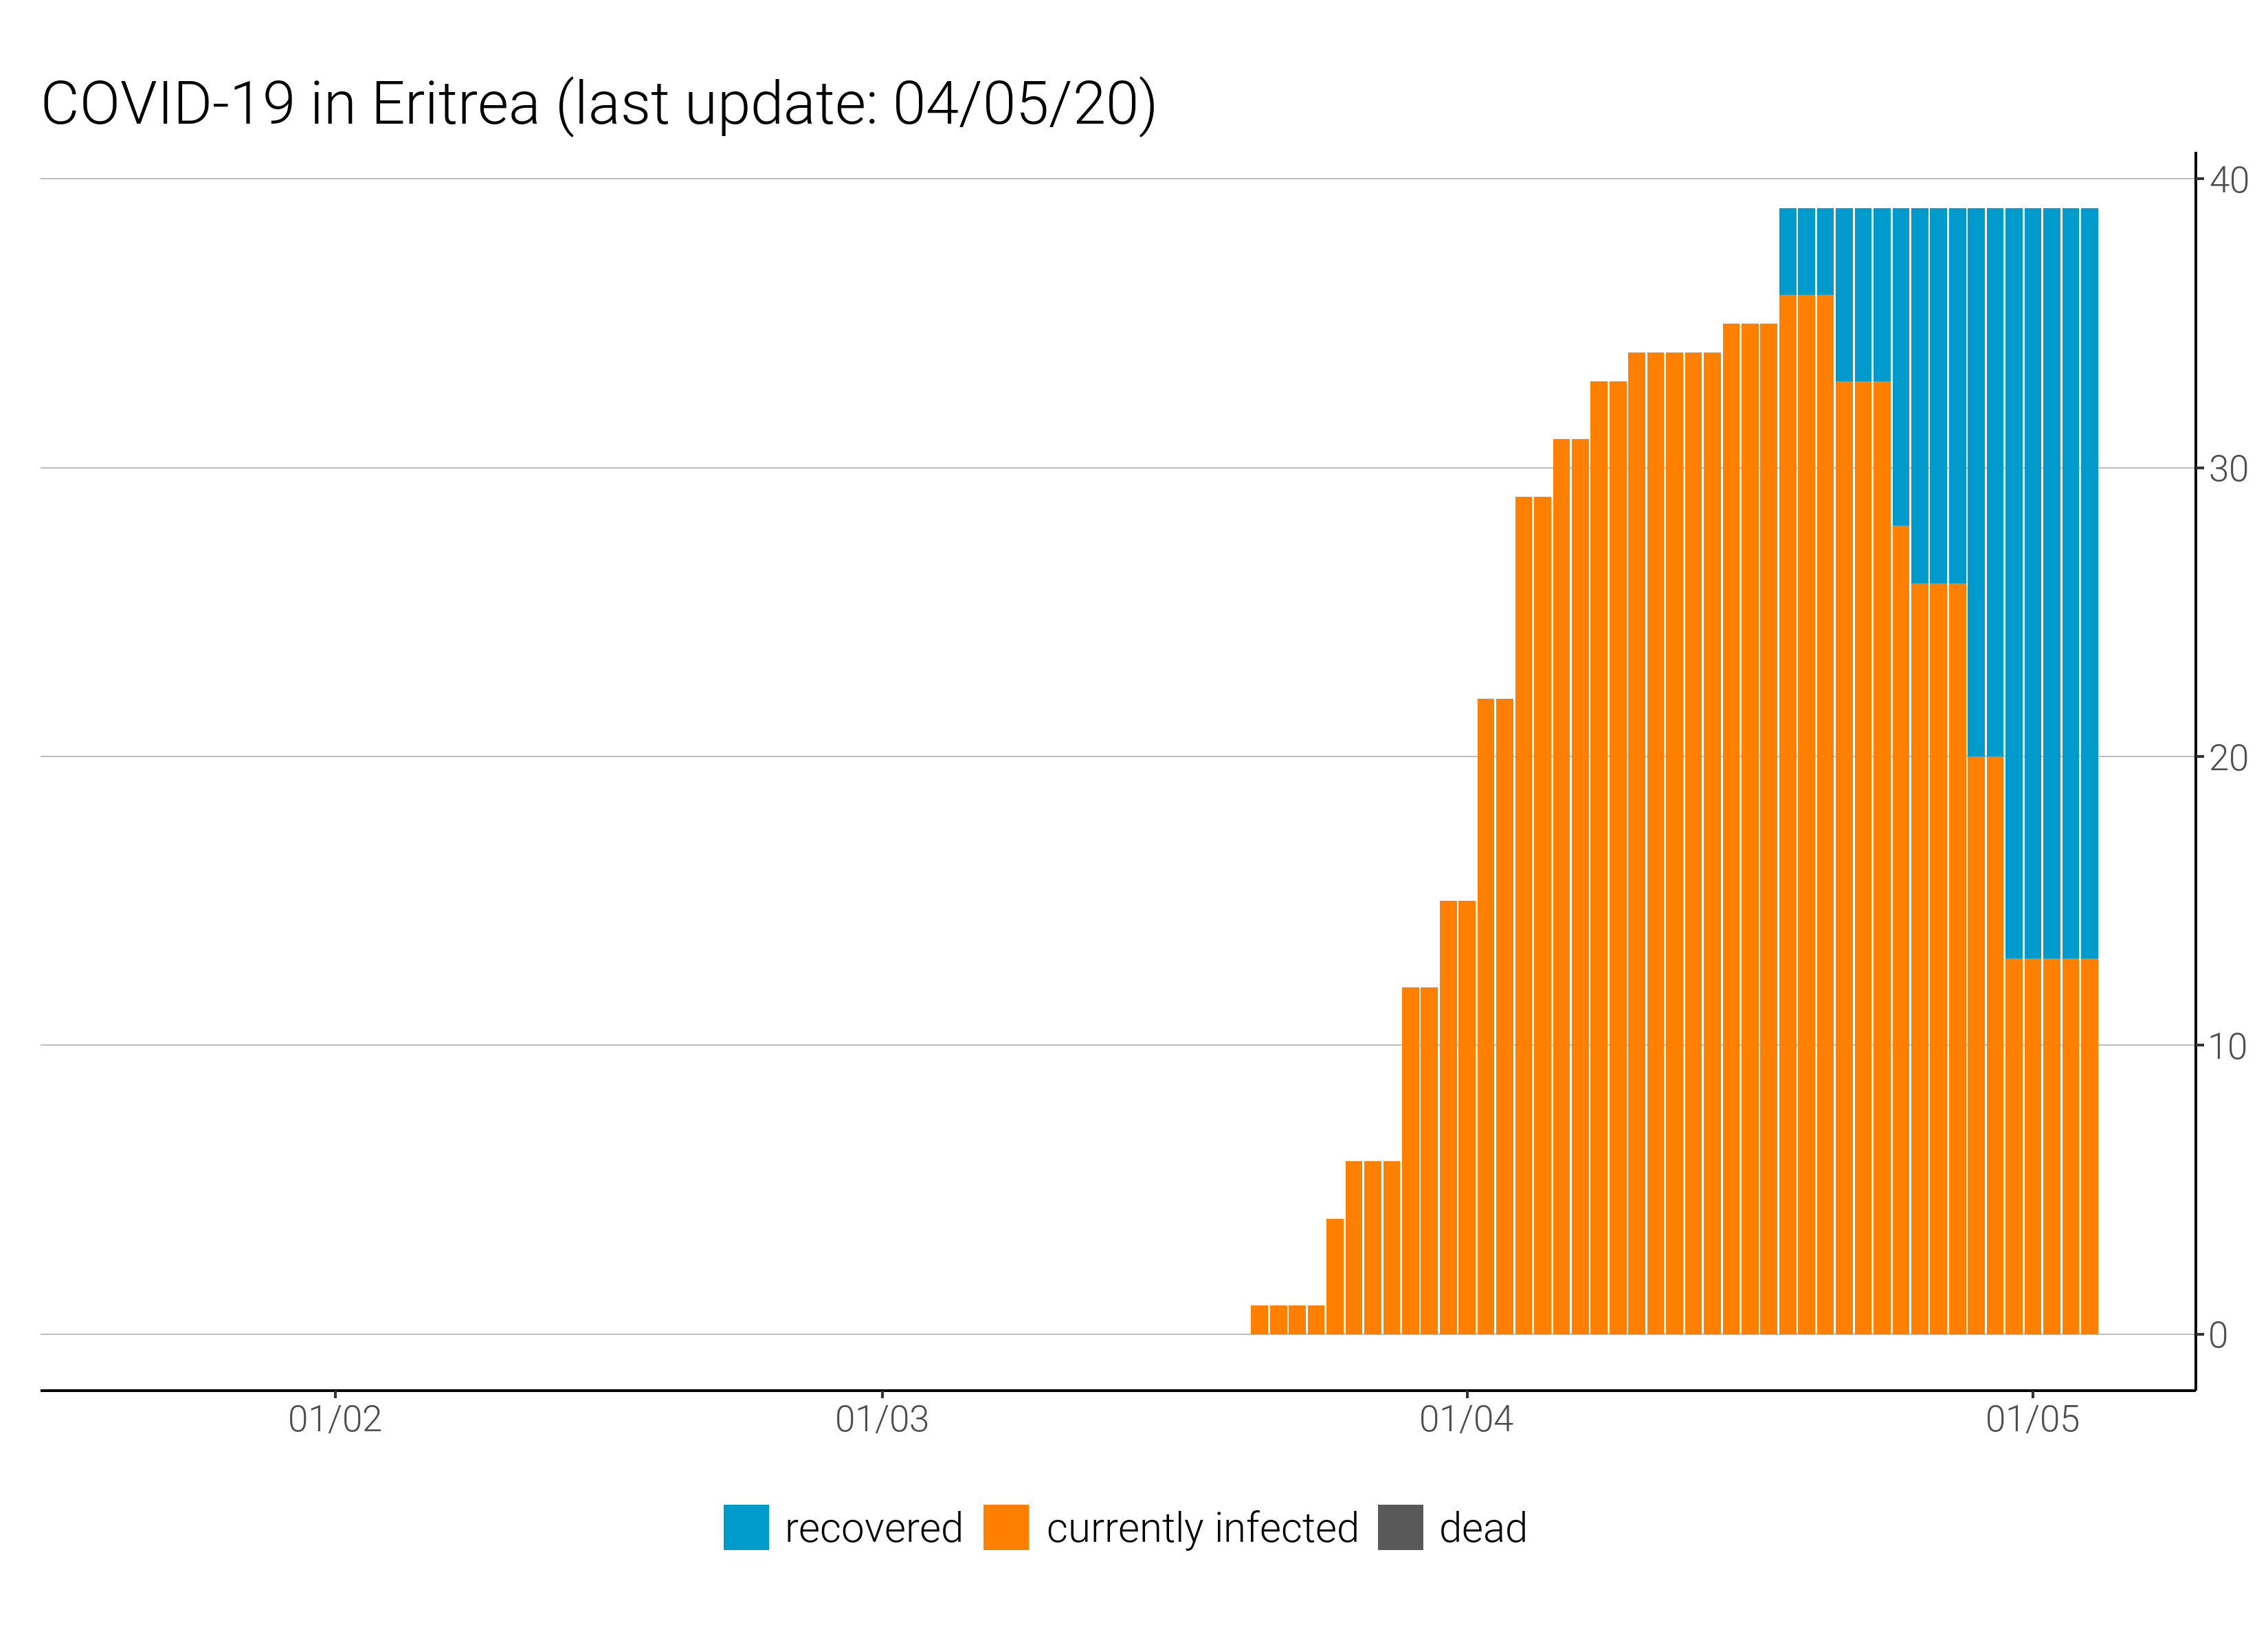 COVID-19 in Eritrea (last update: 04/05/20)
40
30
20
10
0
01/02 01/03 01/04 01/05
recovered currently infected dead